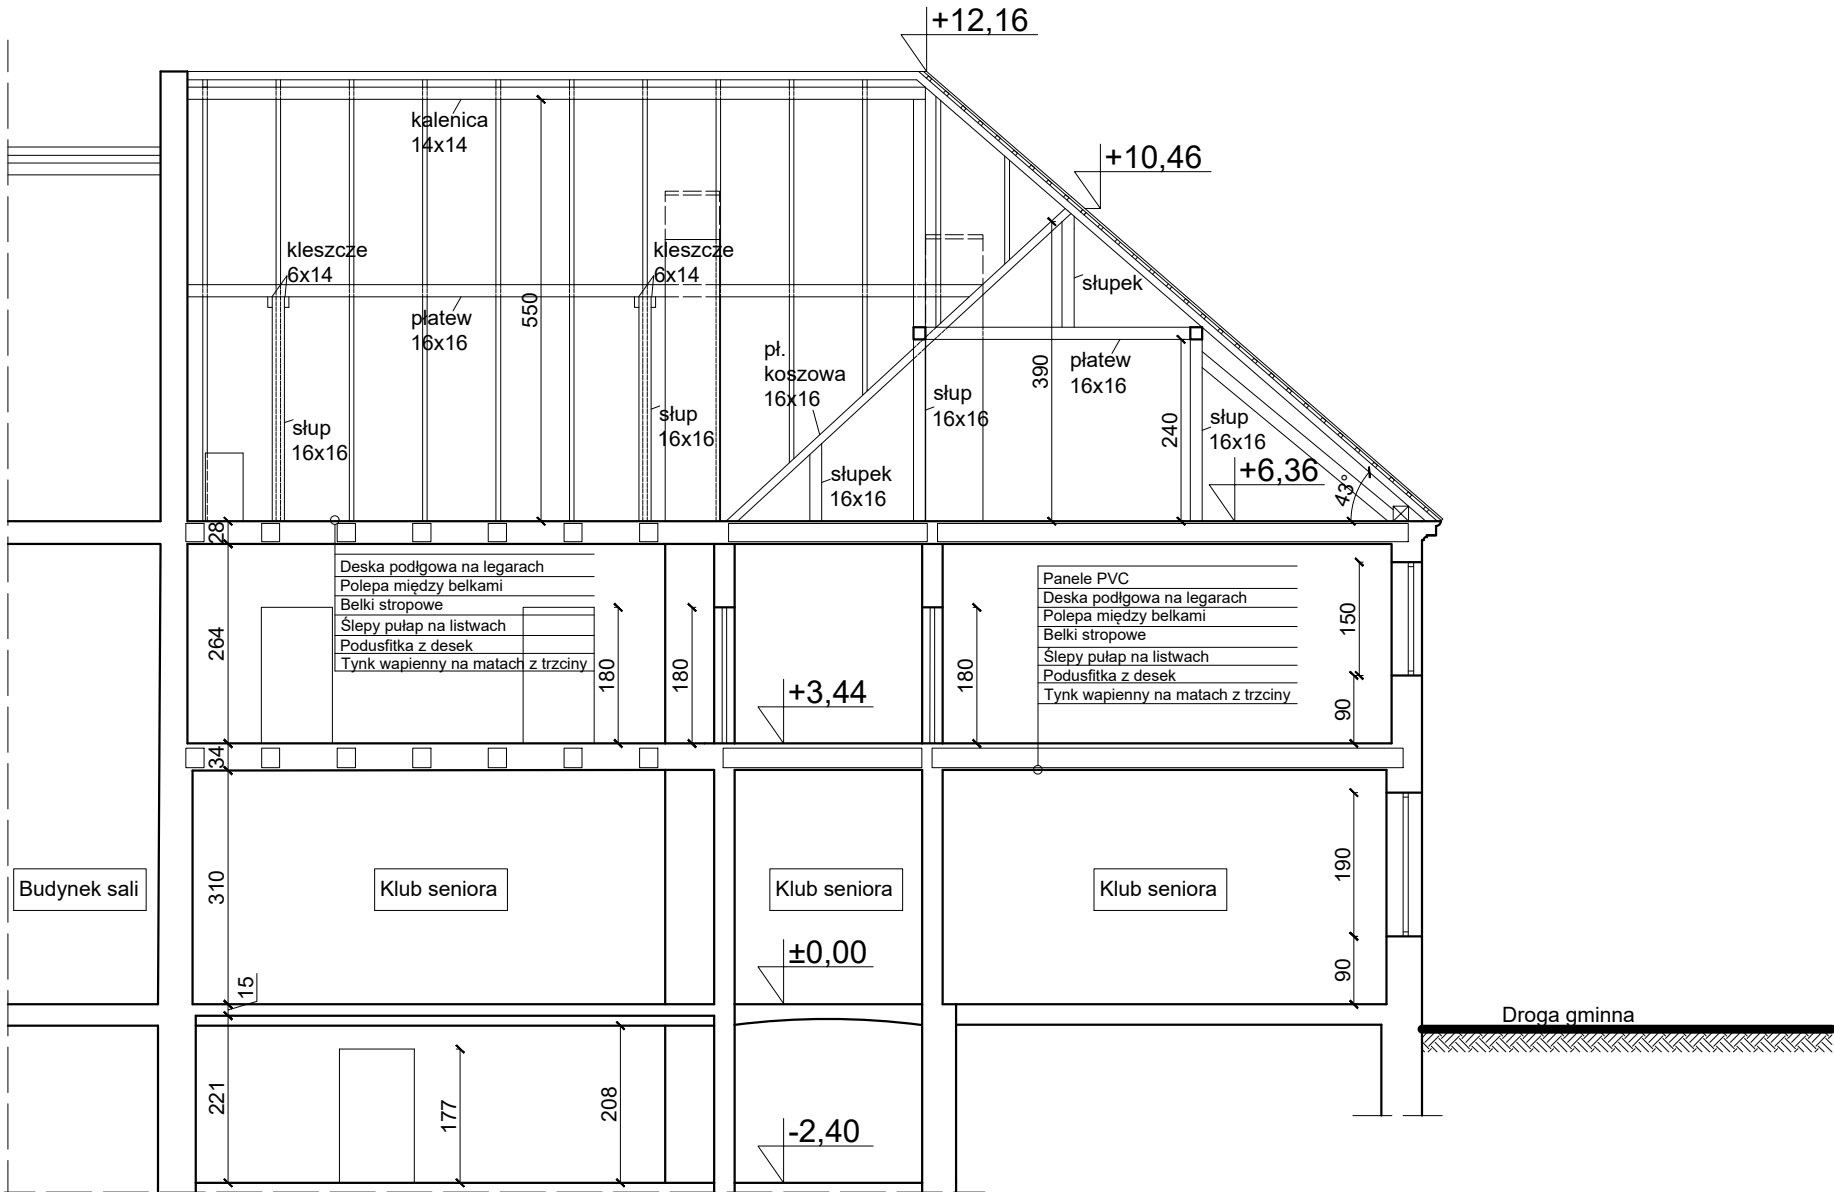 +12,16
kalenica
14x14
+10,46
kleszcze
6x14
kleszcze
6x14
słupek
550
płatew
16x16
pł.
koszowa
16x16
390
płatew
16x16
słup
16x16
słup
16x16
słup
16x16
240
słup
16x16
słupek
16x16
+6,36
43°
28
Deska podłgowa na legarach
Polepa między belkami
Belki stropowe
Ślepy pułap na listwach
Podusfitka z desek
Tynk wapienny na matach z trzciny
Panele PVC
Deska podłgowa na legarach
Polepa między belkami
Belki stropowe
Ślepy pułap na listwach
Podusfitka z desek
Tynk wapienny na matach z trzciny
264
180
180
180
150
90
+3,44
34
310
Budynek sali
Klub seniora
Klub seniora
Klub seniora
190
90
±0,00
15
Droga gminna
221
177
208
-2,40